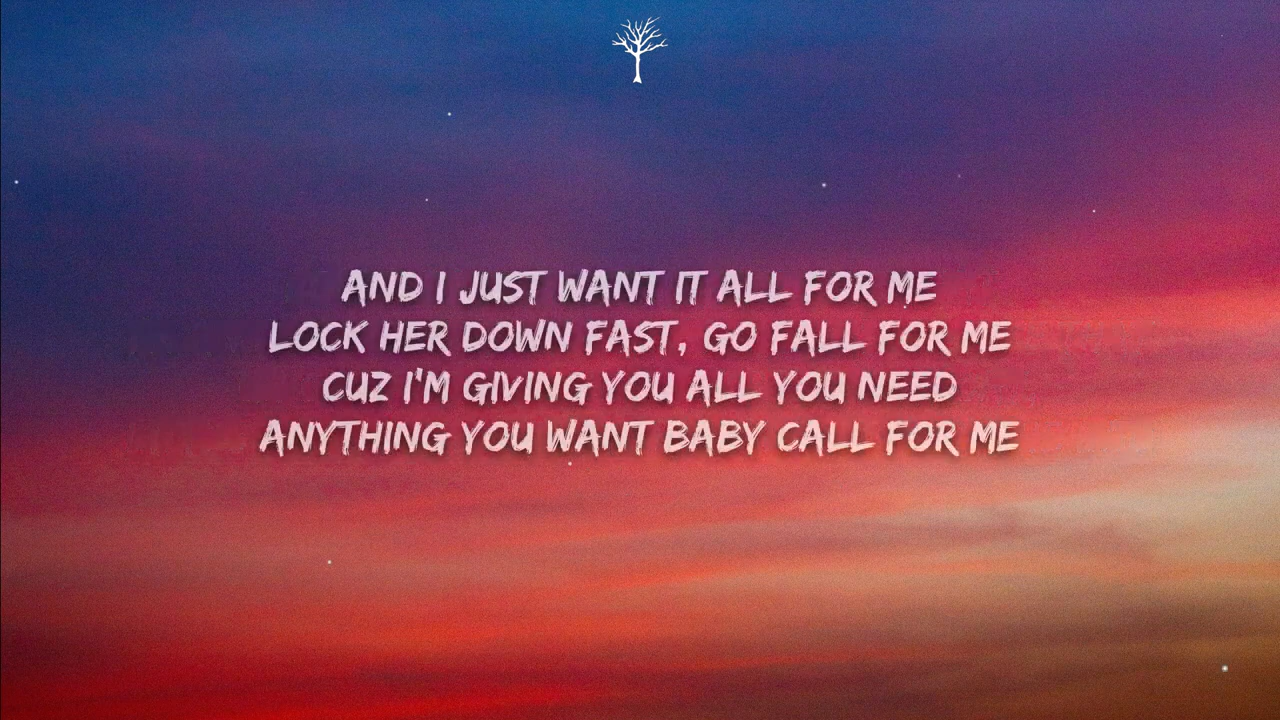 AND I JUST WANT IT ALL FOR ME
LOCK HER DOWN FAST, GO FALL FOR ME
CUZ I'M GIVING YOU ALL YOU NEED
ANYTHING YOU WANT BABY CALL FOR ME